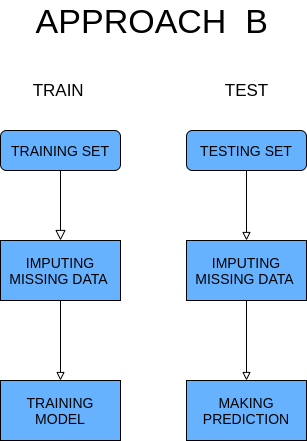 APPROACH B
TRAIN
TEST
TRAINING SET
TESTING SET
IMPUTING
MISSING DATA
IMPUTING
MISSING DATA
TRAINING
MODEL
MAKING
PREDICTION